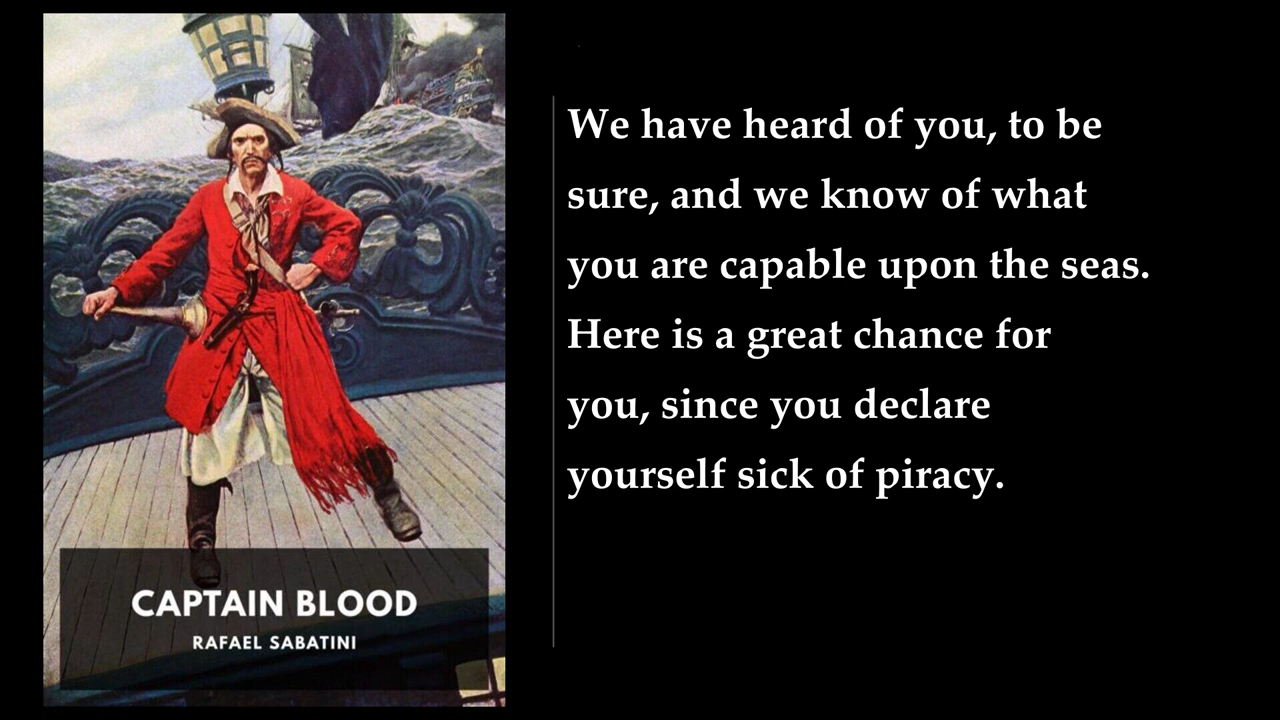 We have heard of you, to be
sure, and we know of what
you are capable upon the seas.
Here is a great chance for
you, since you declare
yourself sick of piracy.
CAPTAIN BLOOD
RAFAEL SABATINI